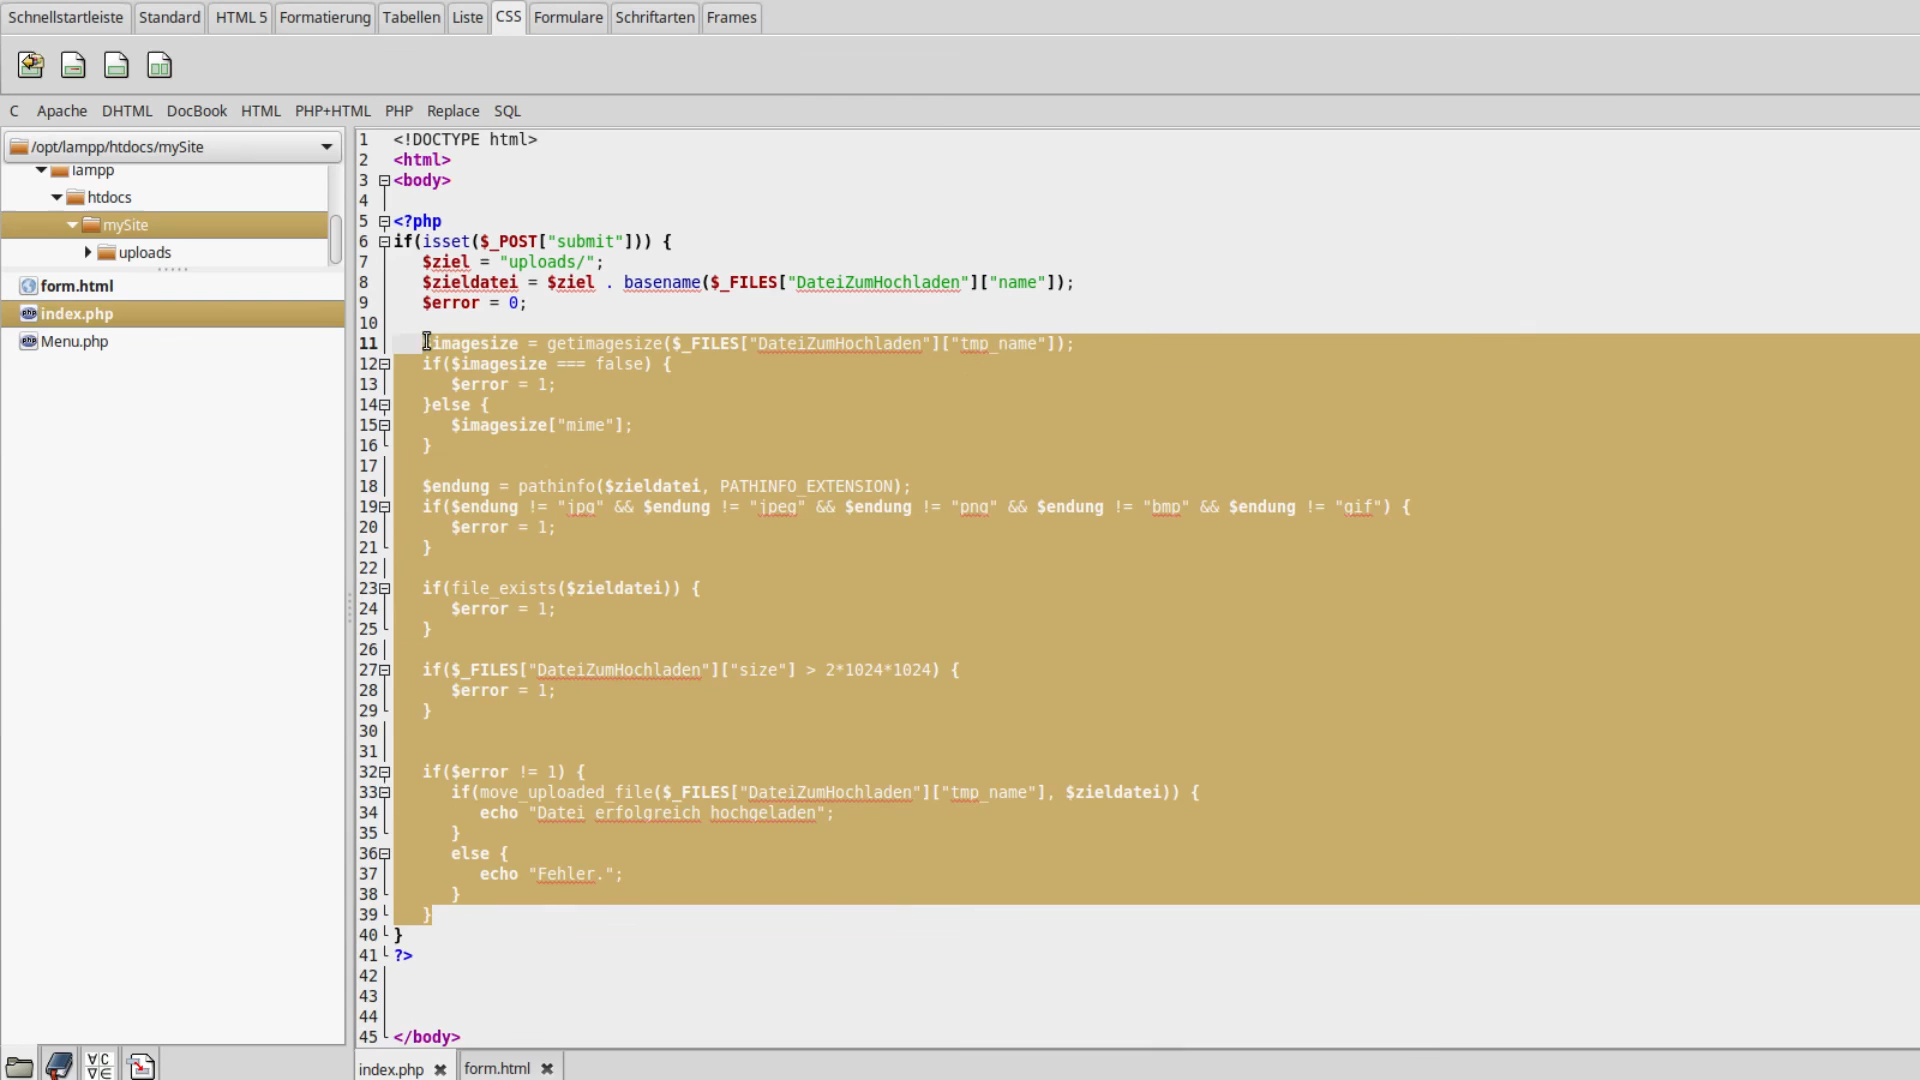 Schnellstartleiste Standard HTML 5 Formatierung Tabellen Liste CSS Formulare Schriftarten Frames
C Apache DHTML DocBook HTML PHP+HTML PHP Replace SQL
/opt/lampp/htdocs/mySite
lampp
htdocs
mySite
uploads
form.html
index.php
Menu.php
1 <!DOCTYPE html>
2 <html>
3 <body>
4
5 <?php
6 if(isset($_POST["submit"])) {
7 $ziel = "uploads/";
8 $zieldatei = $ziel . basename($_FILES["DateiZumHochladen"]["name"]);
9 $error = 0;
10
11 $imagesize = getimagesize($_FILES["DateiZumHochladen"]["tmp_name"]);
12 if($imagesize === false) {
13 $error = 1;
14 }else {
15 $imagesize["mime"];
16 }
17
18 $endung = pathinfo($zieldatei, PATHINFO_EXTENSION);
19 if($endung != "jpg" && $endung != "jpeg" && $endung != "png" && $endung != "bmp" && $endung != "gif") {
20 $error = 1;
21 }
22
23 if(file_exists($zieldatei)) {
24 $error = 1;
25 }
26
27 if($_FILES["DateiZumHochladen"]["size"] > 2*1024*1024) {
28 $error = 1;
29 }
30
31
32 if($error != 1) {
33 if(move_uploaded_file($_FILES["DateiZumHochladen"]["tmp_name"], $zieldatei)) {
34 echo "Datei erfolgreich hochgeladen";
35 }
36 else {
37 echo "Fehler.";
38 }
39 }
40 }
41 ?>
42
43
44
45 </body>
index.php form.html